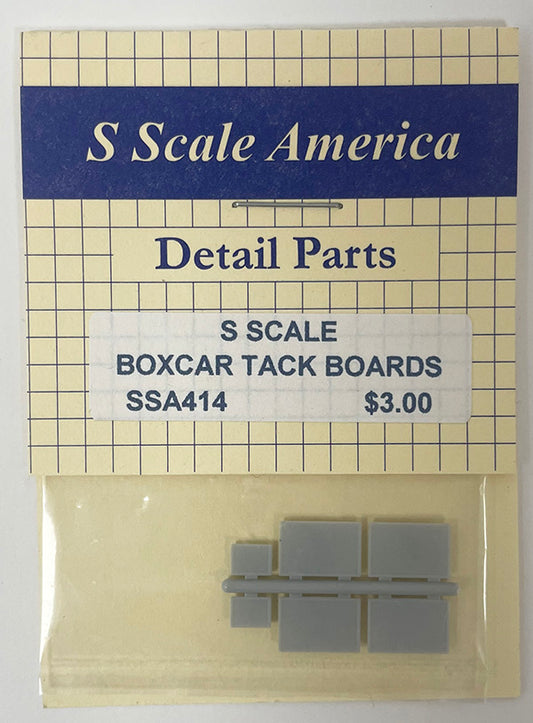 S Scale America
Detail Parts
S SCALE
BOXCAR TACK BOARDS
SSA414 $3.00